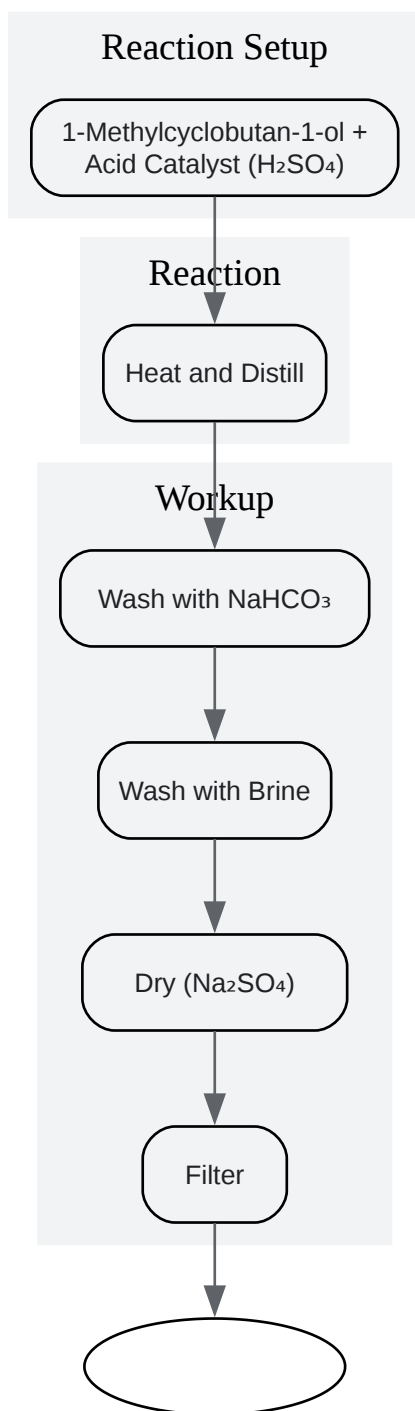 Reaction Setup
1-Methylcyclobutan-1-ol +
Acid Catalyst (H₂SO₄)
Reaction
Heat and Distill
Workup
Wash with NaHCO₃
Wash with Brine
Dry (Na₂SO₄)
Filter